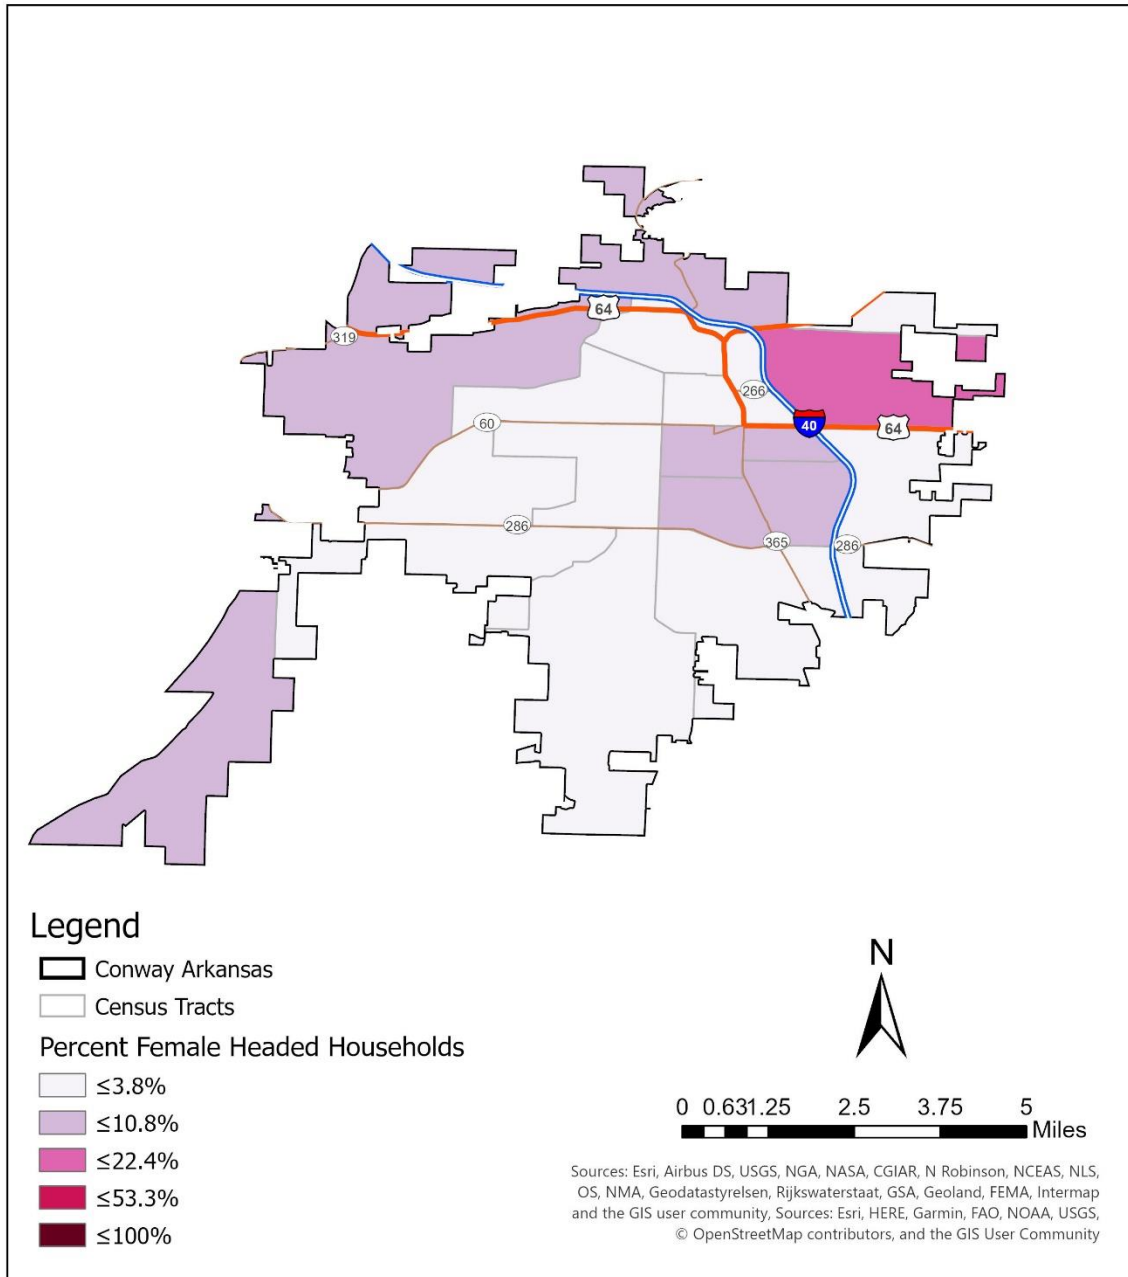 64
319
266
60
40
64
286
365
286
Legend
Conway Arkansas
Census Tracts
Percent Female Headed Households
≤3.8%
≤10.8%
≤22.4%
≤53.3%
≤100%
N
0 0.631.25 2.5 3.75 5
Miles
Sources: Esri, Airbus DS, USGS, NGA, NASA, CGIAR, N Robinson, NCEAS, NLS,
OS, NMA, Geodatastyrelsen, Rijkswaterstaat, GSA, Geoland, FEMA, Intermap
and the GIS user community, Sources: Esri, HERE, Garmin, FAO, NOAA, USGS,
© OpenStreetMap contributors, and the GIS User Community